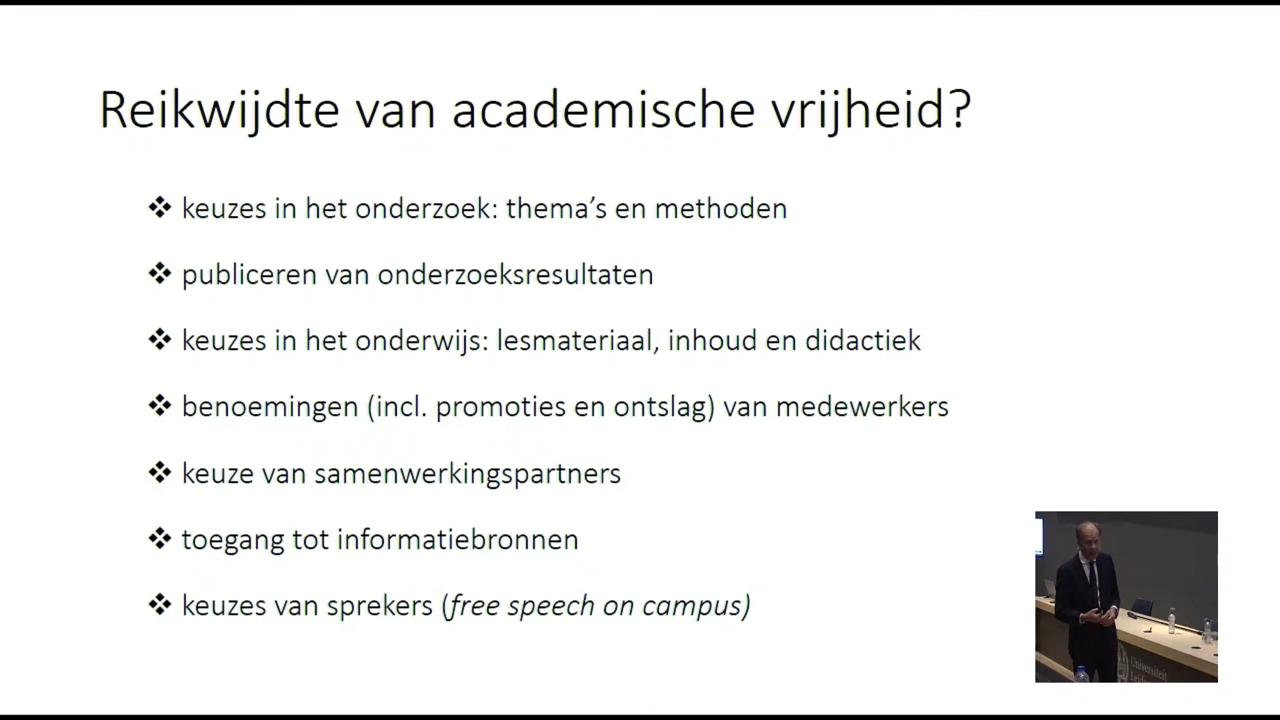 Reikwijdte van academische vrijheid?
❖ keuzes in het onderzoek: thema’s en methoden
❖ publiceren van onderzoeksresultaten
❖ keuzes in het onderwijs: lesmateriaal, inhoud en didactiek
❖ benoemingen (incl. promoties en ontslag) van medewerkers
❖ keuze van samenwerkingspartners
❖ toegang tot informatiebronnen
❖ keuzes van sprekers (free speech on campus)
Universiteit